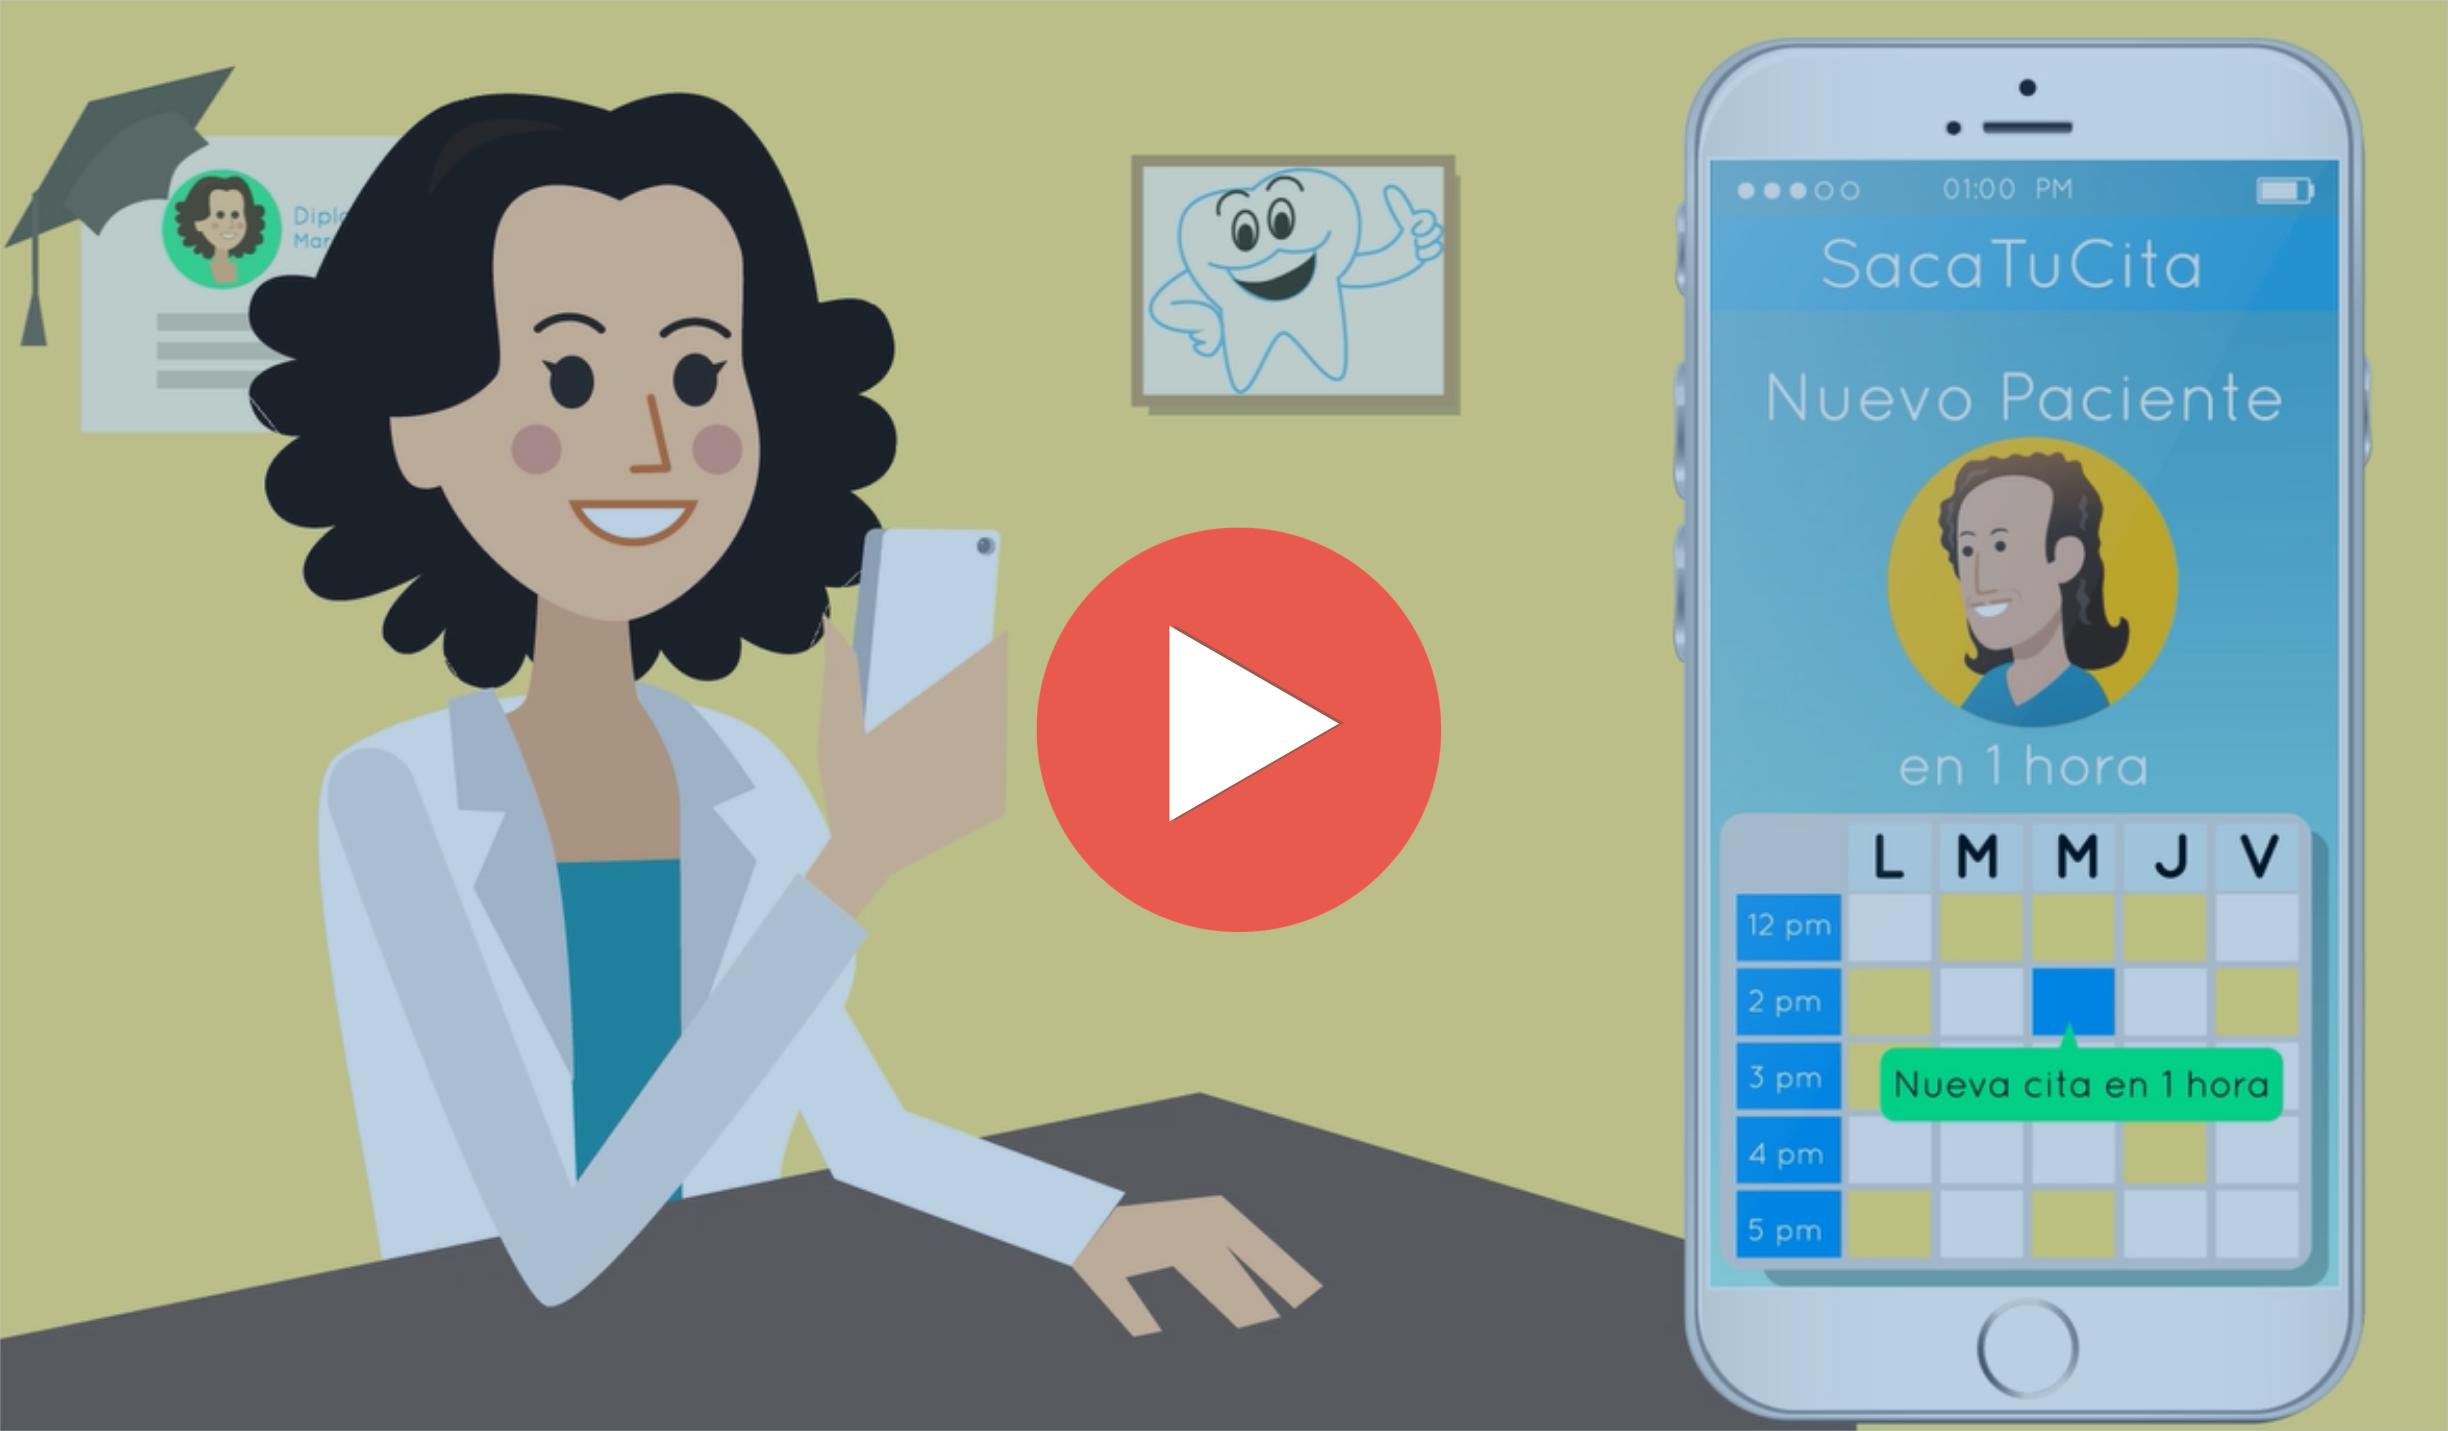 01:00 PM
SacaTuCita
Nuevo Paciente
en 1 hora
L M M J V
12 pm
2 pm
3 pm
Nueva cita en 1 hora
4 pm
5 pm